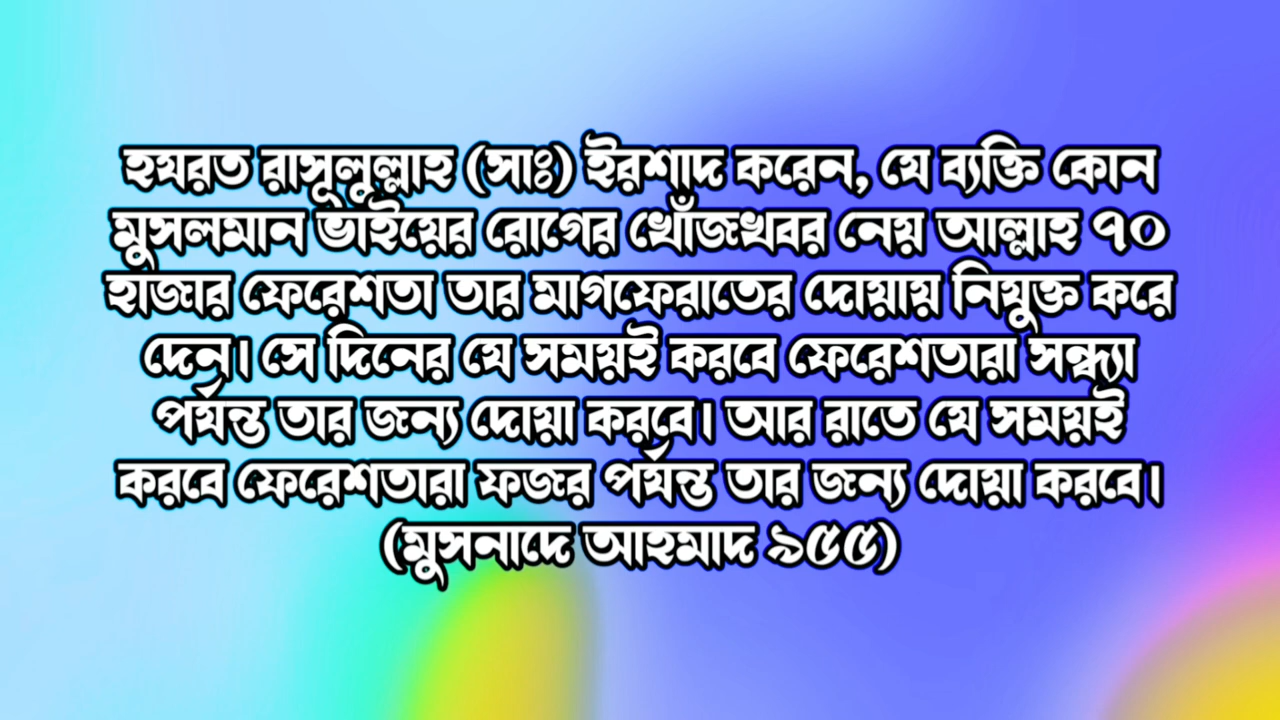 হযরত রাসূলুল্লাহ (সাঃ) ইরশাদ করেন, যে ব্যক্তি কোন
মুসলমান ভাইয়ের রোগের খোঁজখবর নেয় আল্লাহ ৭০
হাজার ফেরেশতা তার মাগফেরাতের দোয়ায় নিযুক্ত করে
দেন। সে দিনের যে সময়ই করবে ফেরেশতারা সন্ধ্যা
পর্যন্ত তার জন্য দোয়া করবে। আর রাতে যে সময়ই
করবে ফেরেশতারা ফজর পর্যন্ত তার জন্য দোয়া করবে।
(মুসনাদে আহমাদ ৯৫৫)